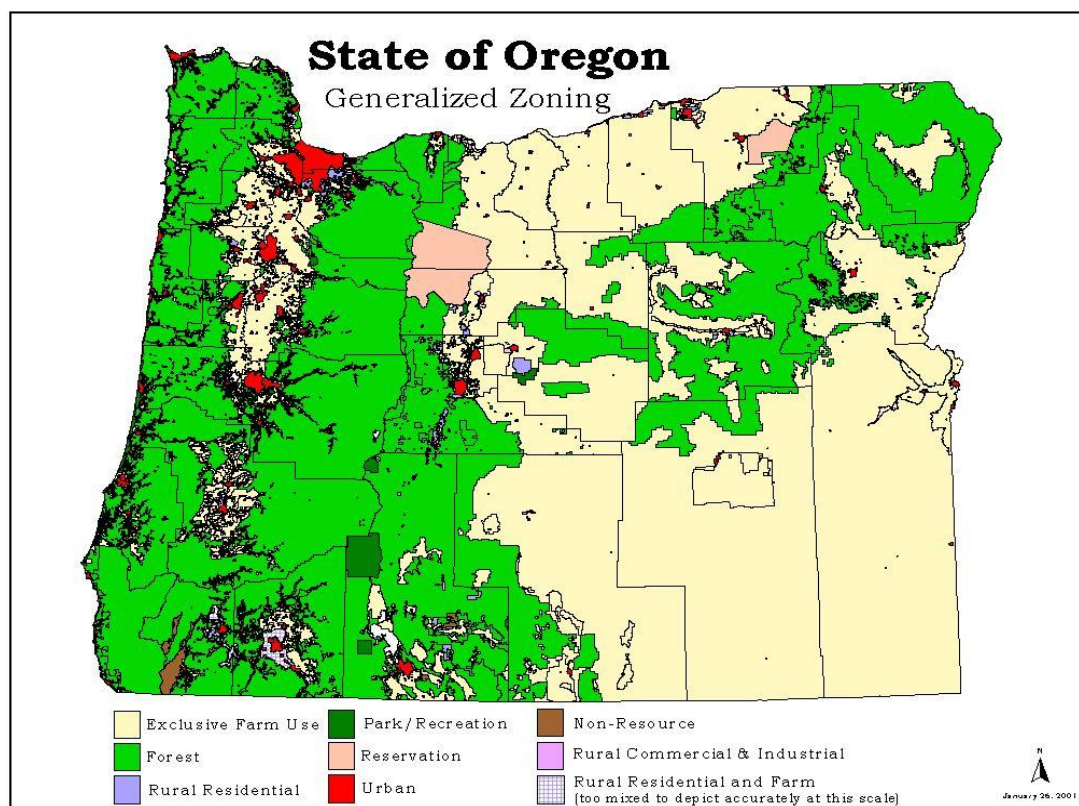 State of Oregon
Generalized Zoning
Exclusive Farm Use
Forest
Rural Residential
Park/Recreation
Reservation
Urban
Non-Resource
Rural Commercial & Industrial
Rural Residential and Farm
(too mixed to depict accurately at this scale)
N
January 26, 2001